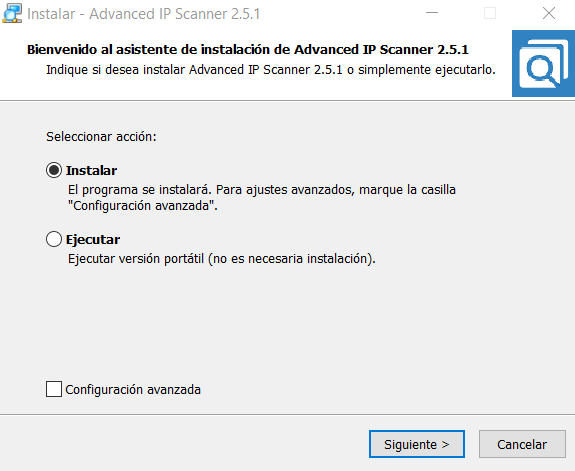 Instalar - Advanced IP Scanner 2.5.1
Bienvenido al asistente de instalación de Advanced IP Scanner 2.5.1
Indique si desea instalar Advanced IP Scanner 2.5.1 o simplemente ejecutarlo.
Seleccionar acción:
Instalar
El programa se instalará. Para ajustes avanzados, marque la casilla
"Configuración avanzada".
Ejecutar
Ejecutar versión portátil (no es necesaria instalación).
Configuración avanzada
Siguiente >
Cancelar